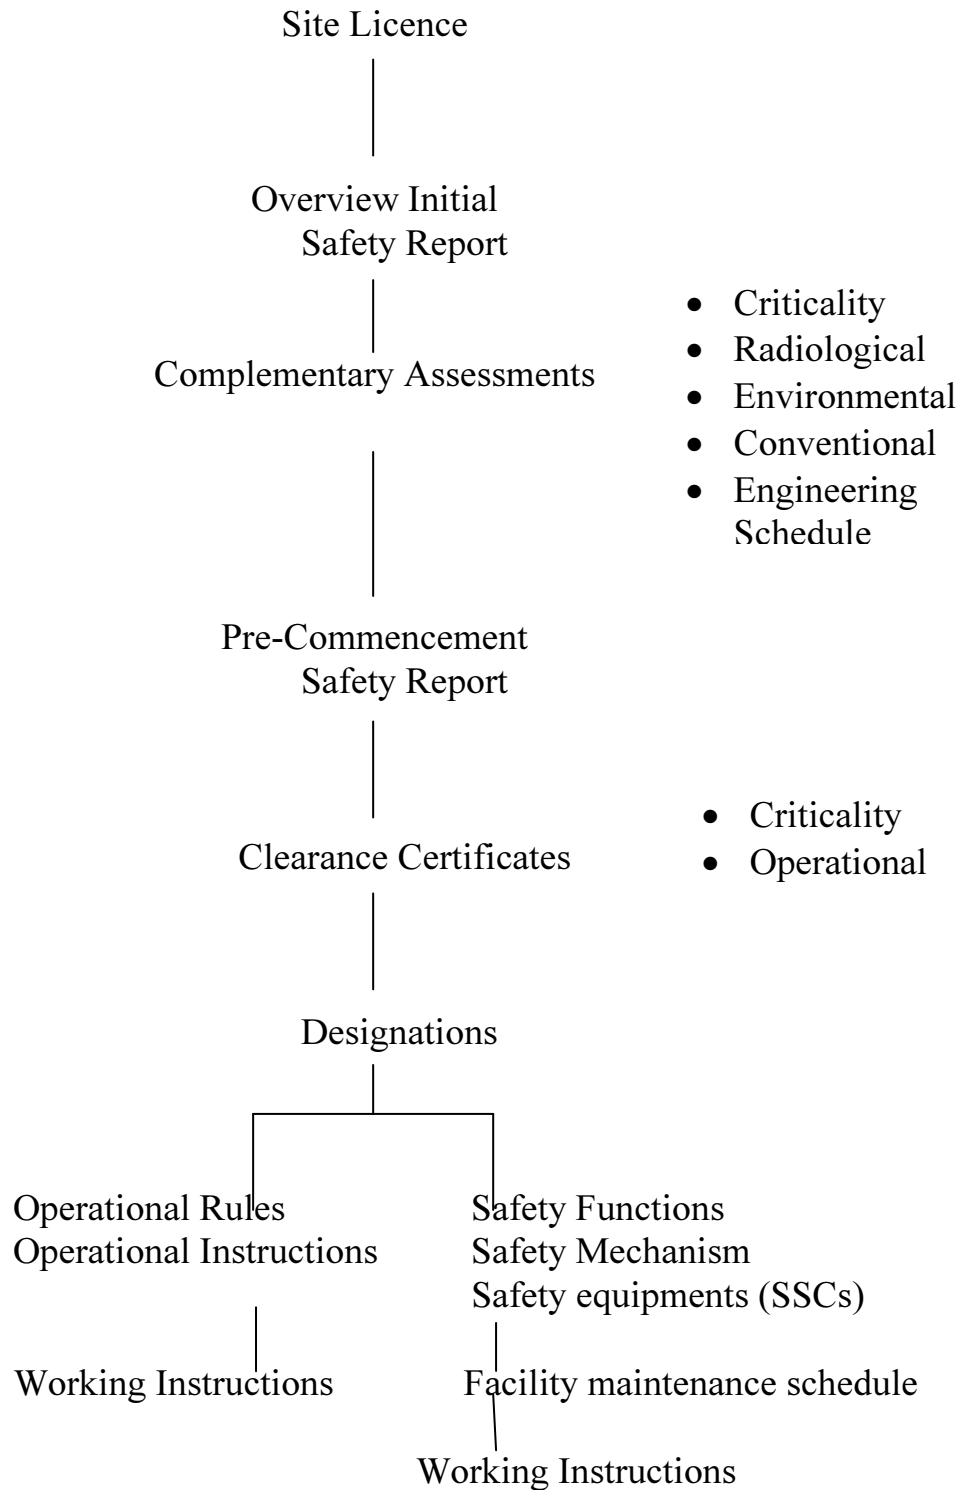 Site Licence
Overview Initial
Safety Report
Complementary Assessments
• Criticality
• Radiological
• Environmental
• Conventional
• Engineering
Schedule
Pre-Commencement
Safety Report
Clearance Certificates
• Criticality
• Operational
Designations
Operational Rules
Operational Instructions
Safety Functions
Safety Mechanism
Safety equipments (SSCs)
Working Instructions
Facility maintenance schedule
Working Instructions